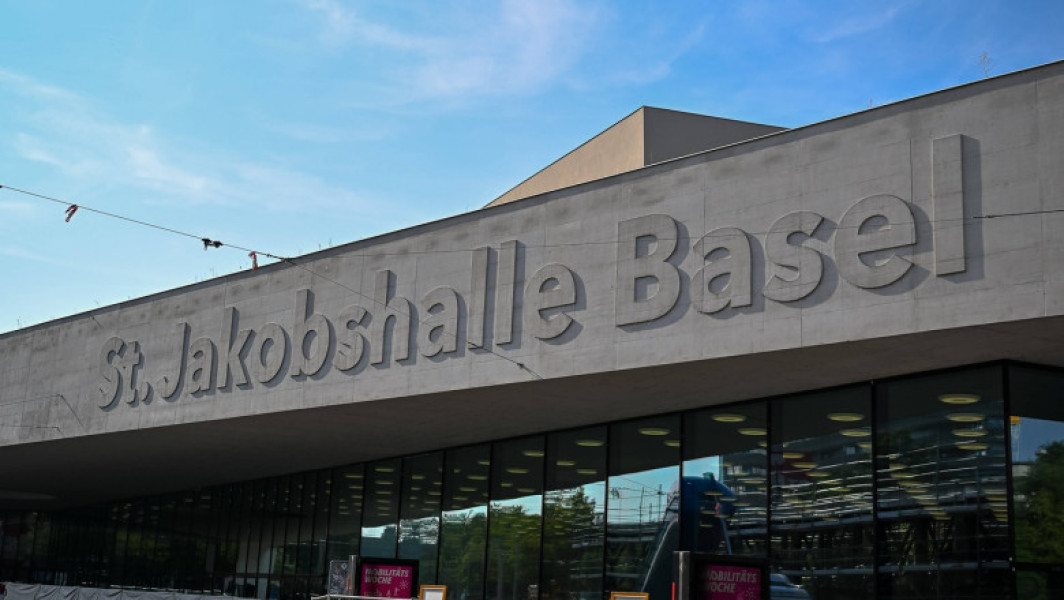 St. Jakobshalle Basel
MOBILITÄTS
WOCHE
MOBILITÄTS
WOCHE